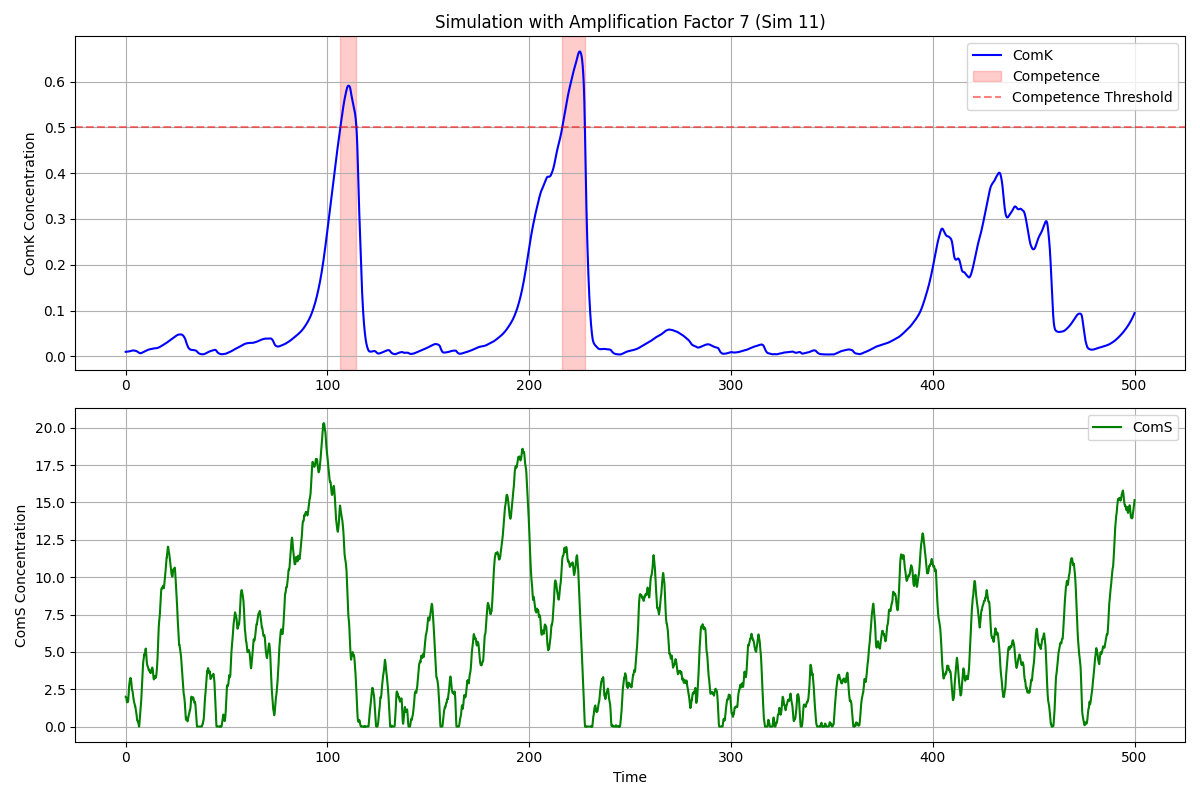 Simulation with Amplification Factor 7 (Sim 11)
ComK Concentration
0.6
0.5
0.4
0.3
0.2
0.1
0.0
ComK
Competence
Competence Threshold
0 100 200 300 400 500
ComS Concentration
20.0
17.5
15.0
12.5
10.0
7.5
5.0
2.5
0.0
ComS
0 100 200 300 400 500
Time